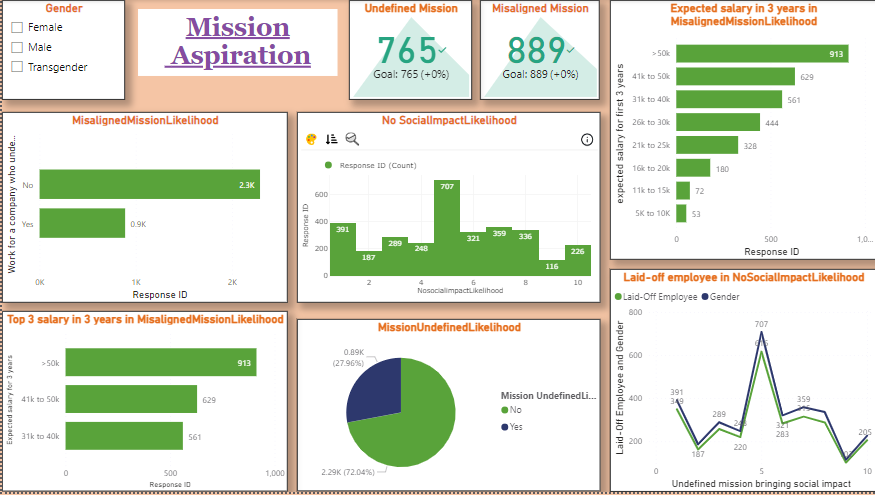 Gender
Female
Male
Transgender
Mission
Aspiration
Undefined Mission
765
Goal: 765 (+0%)
Misaligned Mission
889
Goal: 889 (+0%)
Expected salary in 3 years in
MisalignedMissionLikelihood
expected salary for first 3 years
>50k
913
41k to 50k
629
31k to 40k
561
26k to 30k
444
21k to 25k
328
16k to 20k
180
11k to 15k
72
5K to 10K
53
0
500
1,0...
Response ID
MisalignedMissionLikelihood
Work for a company who unde...
No
2.3K
Yes
0.9K
0K
1K
2K
Response ID
No SocialImpactLikelihood
Response ID (Count)
Response ID
600
400
200
0
391
187
289
248
707
321
359
336
116
226
2
4
6
8
10
NosocialImpactLikelihood
Top 3 salary in 3 years in MisalignedMissionLikelihood
Expected salary for 3 years
>50k
913
41k to 50k
629
31k to 40k
561
0
500
1,000
Response ID
MissionUndefinedLikelihood
0.89K
(27.96%)
2.29K (72.04%)
Mission UndefinedLi...
No
Yes
Laid-off employee in NoSocialImpactLikelihood
Laid-Off Employee
Gender
Laid-Off Employee and Gender
800
600
400
200
391
187
289
220
707
283
359
205
0
5
10
Undefined mission bringing social impact